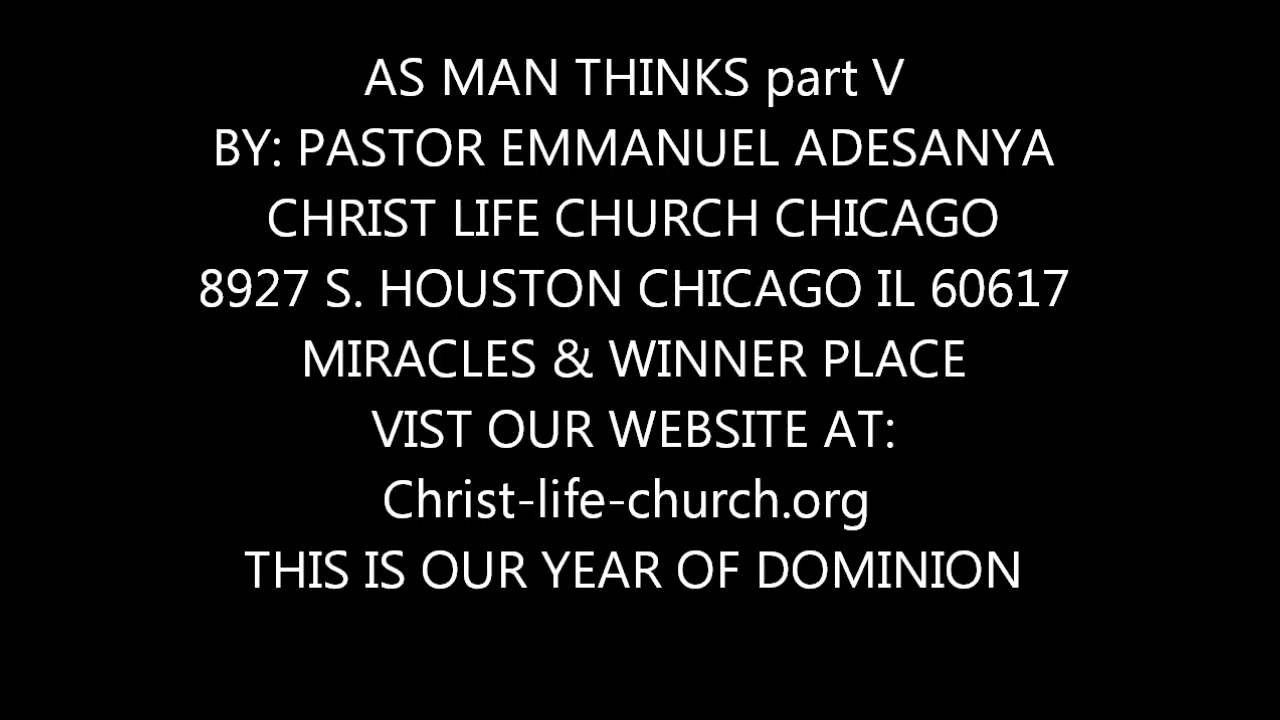 AS MAN THINKS part V
BY: PASTOR EMMANUEL ADESANYA
CHRIST LIFE CHURCH CHICAGO
8927 S. HOUSTON CHICAGO IL 60617
MIRACLES & WINNER PLACE
VIST OUR WEBSITE AT:
Christ-life-church.org
THIS IS OUR YEAR OF DOMINION